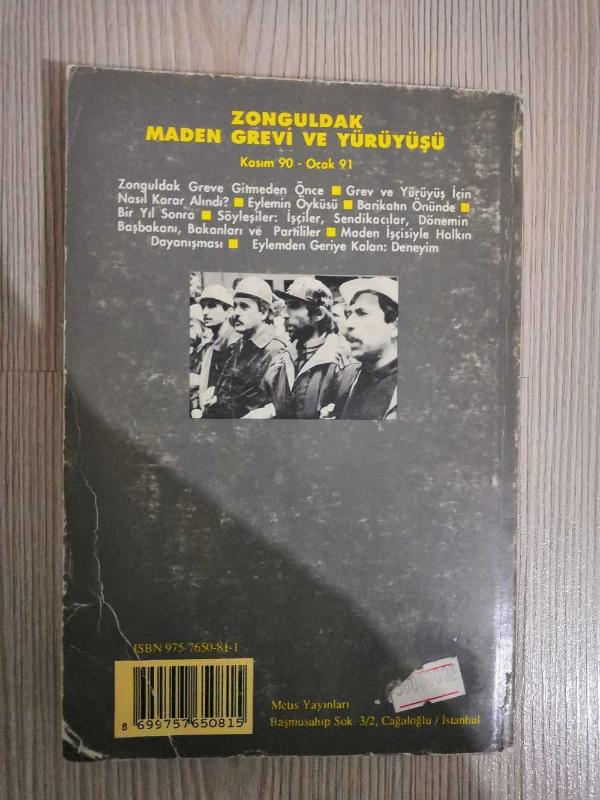 ZONGULDAK
MADEN GREVİ VE YÜRÜYÜŞÜ
Kasım 90 - Ocak 91
Zonguldak Greve Gitmeden Önce ■ Grev ve Yürüyüş İçin
Nasıl Karar Alındı? ■ Eylemin Öyküsü ■ Barikatın Önünde ■
Bir Yıl Sonra ■ Söyleşiler: İşçiler, Sendikacılar, Dönemin
Başbakanı, Bakanları ve Partililer ■ Maden İşçisiyle Halkın
Dayanışması ■ Eylemden Geriye Kalan: Deneyim
ISBN 975-7650-81-1
8 699757650815
Metis Yayınları
Başmusahip Sok. 3/2, Cağaloğlu / İstanbul